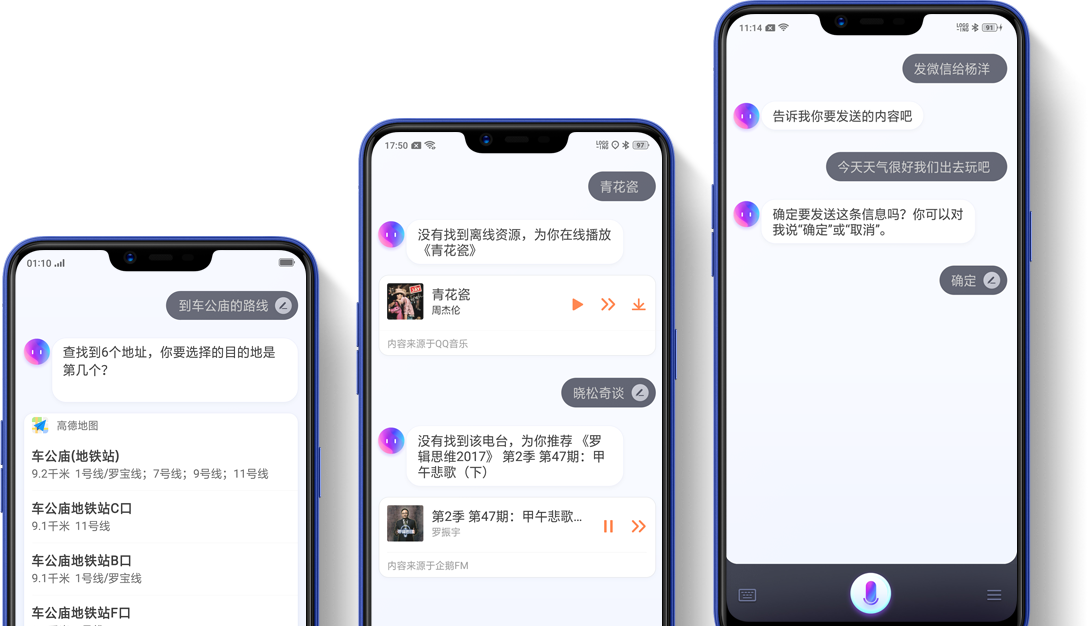 01:10
到车公庙的路线
查找到6个地址，你要选择的目的地是
第几个？
高德地图
车公庙(地铁站)
9.2千米 1号线/罗宝线；7号线；9号线；11号线
车公庙地铁站C口
9.1千米 11号线
车公庙地铁站B口
9.1千米 1号线/罗宝线
车公庙地铁站F口
17:50
97
青花瓷
没有找到离线资源，为你在线播放
《青花瓷》
青花瓷
周杰伦
内容来源于QQ音乐
晓松奇谈
没有找到该电台，为你推荐 《罗
辑思维2017》 第2季 第47期：甲
午悲歌（下）
第2季 第47期：甲午悲歌...
罗振宇
内容来源于企鹅FM
11:14
91
发微信给杨洋
告诉我你要发送的内容吧
今天天气很好我们出去玩吧
确定要发送这条信息吗？你可以对
我说“确定”或“取消”。
确定